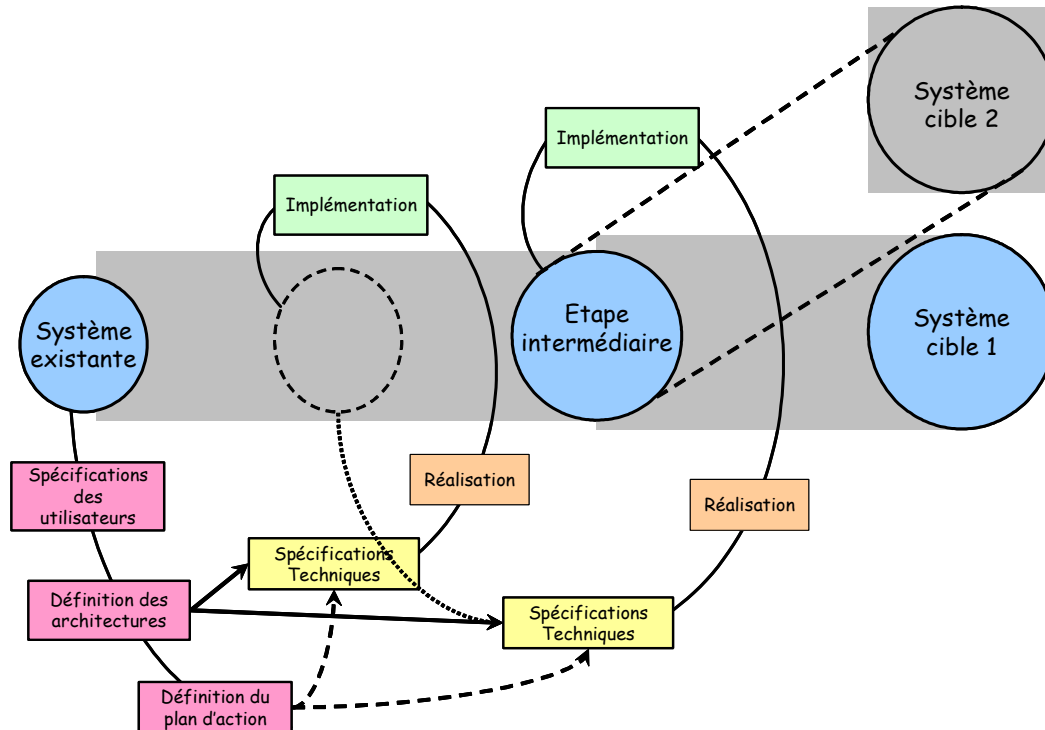 Système
cible 2
Implémentation
Implémentation
Système
existante
Etape
intermédiaire
Système
cible 1
Spécifications
des
utilisateurs
Réalisation
Réalisation
Spécifications
Techniques
Définition des
architectures
Spécifications
Techniques
Définition du
plan d'action